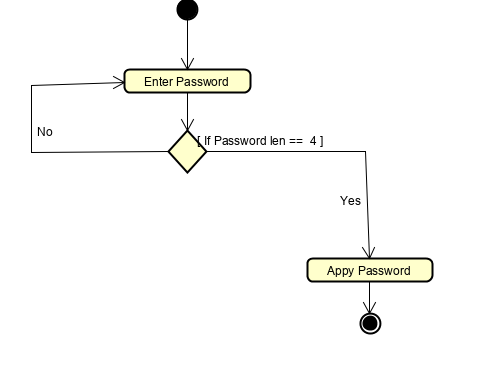 Enter Password
No
[ If Password len ==  4 ]
Yes
Appy Password